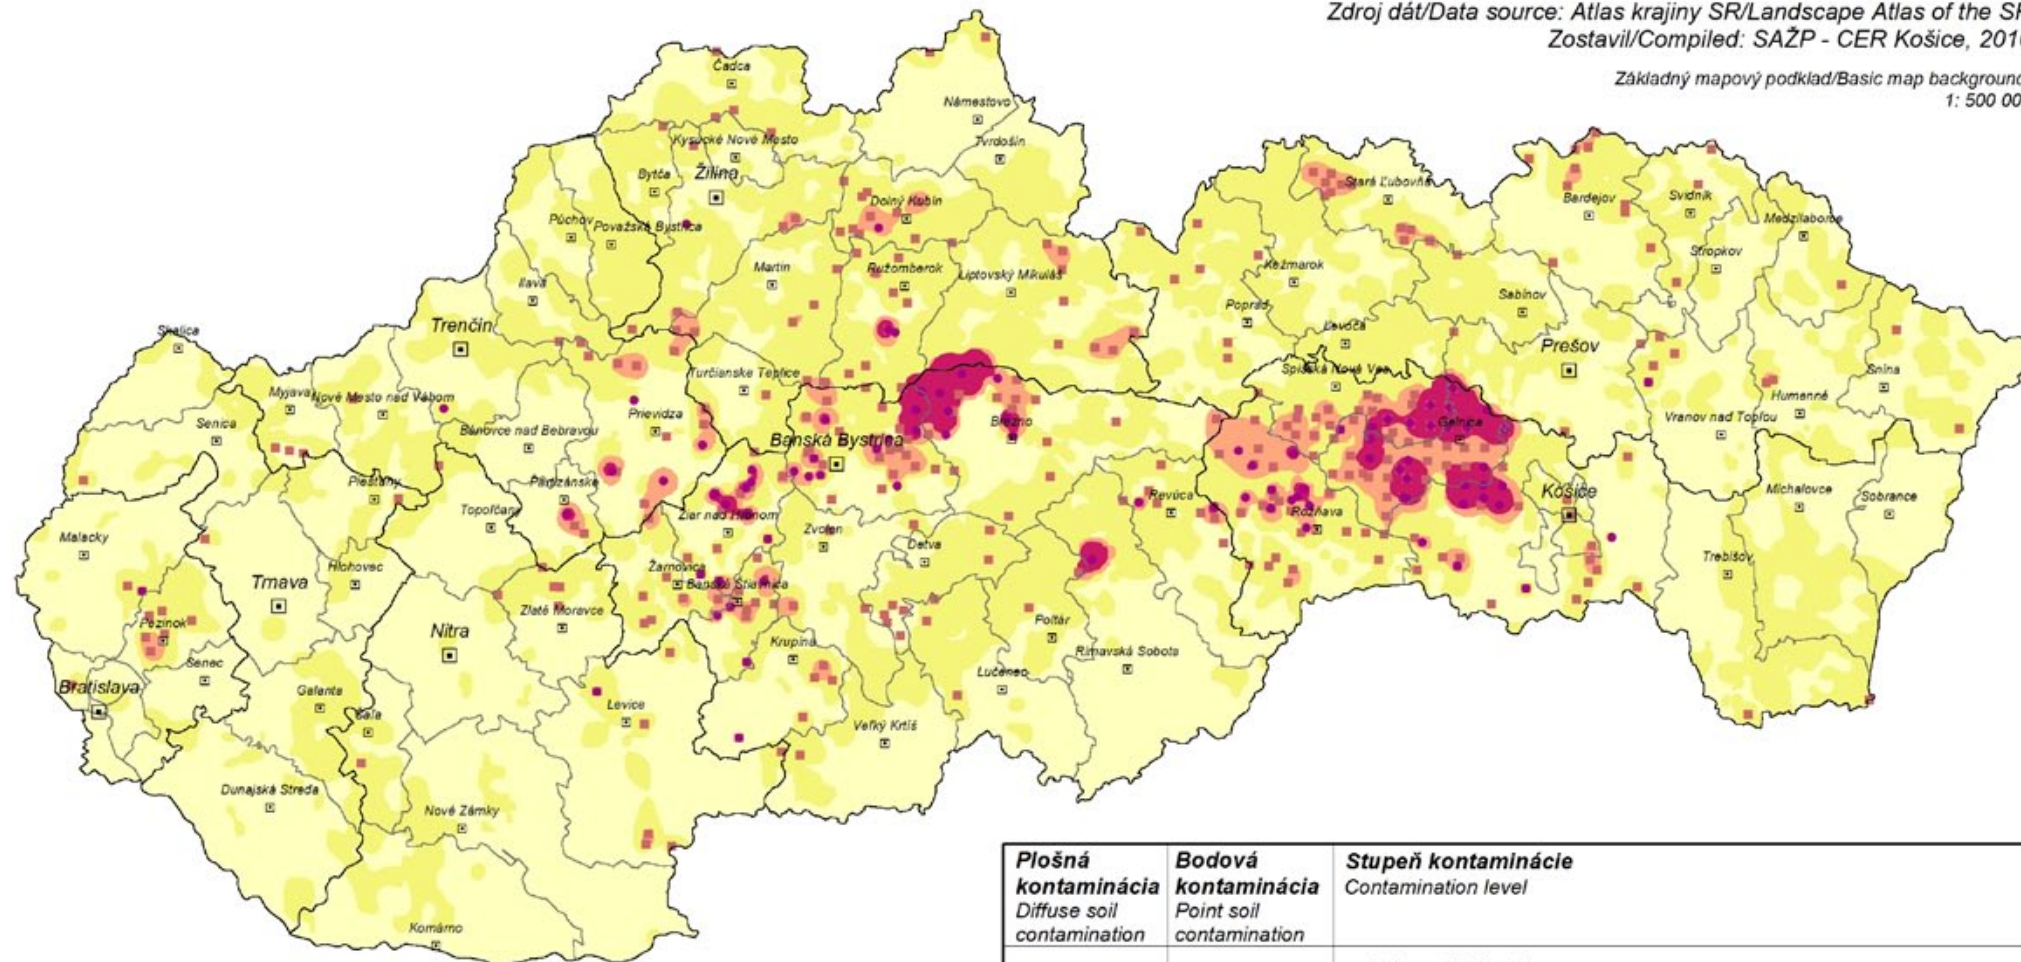 Zdroj dát/Data source: Atlas krajiny SR/Landscape Atlas of the SR
Zostavil/Compiled: SAŽP - CER Košice, 201
Základný mapový podklad/Basic map background
1: 500 00
Čadca
Námestovo
Kysucké Nové Mesto
Tvrdošín
Bytča
Žilina
Stará Ľubovňa
Dolný Kubín
Bardejov
Svidník
Medzilaborce
Púchov
Považská Bystrica
Stropkov
Martin
Ružomberok
Liptovský Mikuláš
Kežmarok
Ilava
Poprad
Sabinov
Skalica
Trenčín
Levoča
Prešov
Turčianske Teplice
Spišská Nová Ves
Snina
Myjava
Nové Mesto nad Váhom
Humenné
Prievidza
Vranov nad Topľou
Senica
Bánovce nad Bebravou
Banská Bystrica
Brezno
Gelnica
Piešťany
Partizánske
Revúca
Košice
Michalovce
Sobrance
Topoľčany
Žiar nad Hronom
Zvolen
Rožňava
Malacky
Detva
Trebišov
Hlohovec
Trnava
Žarnovica
Banská Štiavnica
Zlaté Moravce
Pezinok
Nitra
Poltár
Krupina
Rimavská Sobota
Senec
Lučenec
Bratislava
Galanta
Levice
Šaľa
Veľký Krtíš
Dunajská Streda
Nové Zámky
Komárno
Plošná kontaminácia
Diffuse soil contamination
Bodová kontaminácia
Point soil contamination
Stupeň kontaminácie
Contamination level